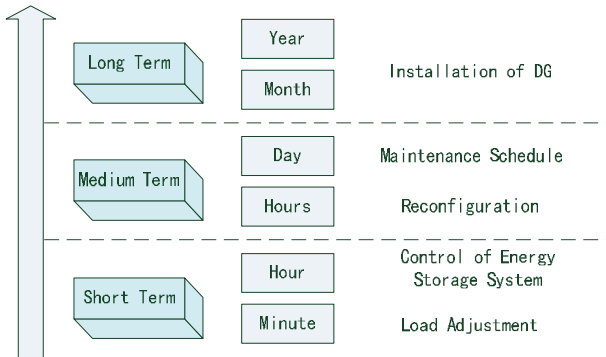 Long Term
Year
Month
Installation of DG
Medium Term
Day
Maintenance Schedule
Hours
Reconfiguration
Short Term
Hour
Control of Energy
Storage System
Minute
Load Adjustment